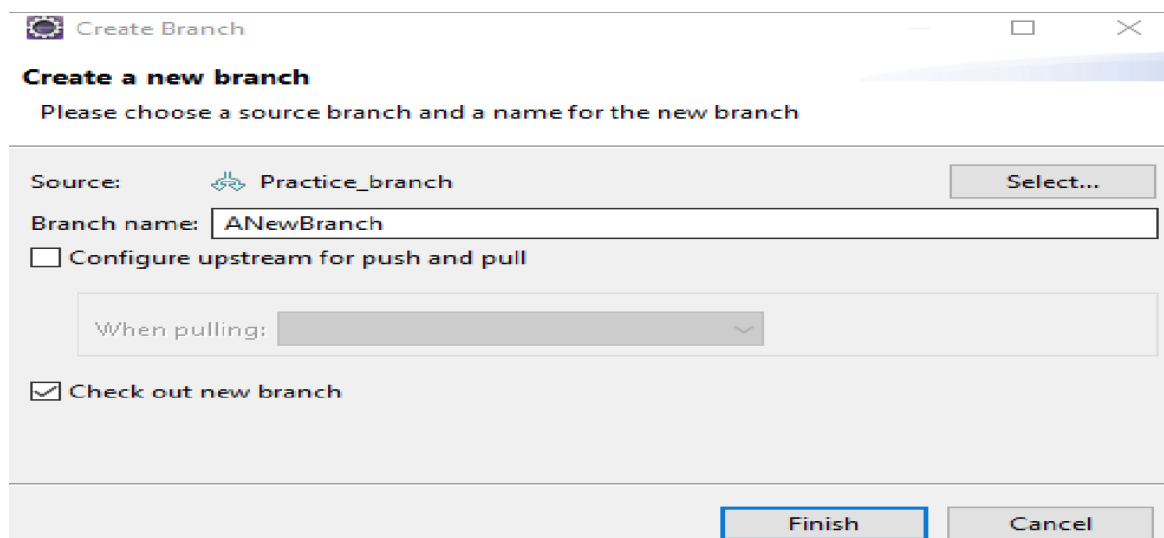 Create Branch
Create a new branch
Please choose a source branch and a name for the new branch
Source: Practice_branch Select...
Branch name: ANewBranch
Configure upstream for push and pull
When pulling:
Check out new branch
Finish Cancel